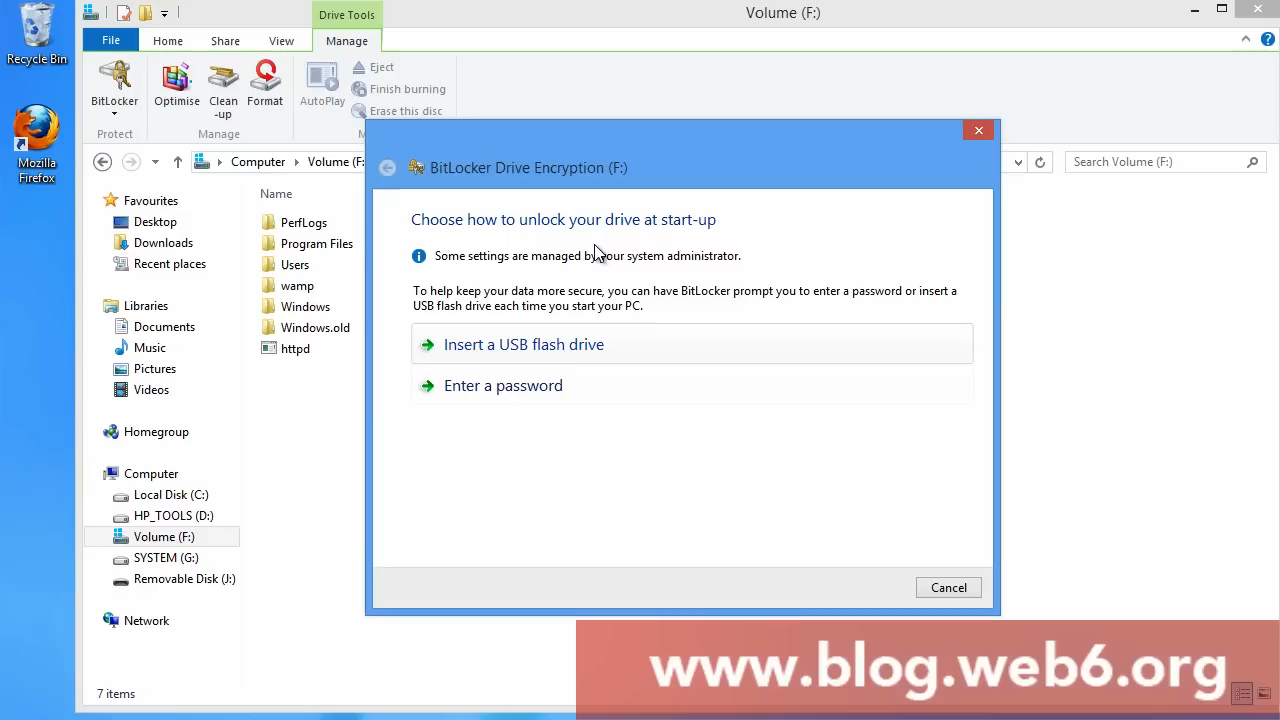 Recycle Bin
Mozilla
Firefox
Drive Tools
Volume (F:)
File
Home
Share
View
Manage
BitLocker
Optimise
Clean
-up
Format
AutoPlay
Eject
Finish burning
Erase this disc
Protect
Manage
M
Computer
Volume (F:
Search Volume (F:)
Favourites
Desktop
Downloads
Recent places
Libraries
Documents
Music
Pictures
Videos
Homegroup
Computer
Local Disk (C:)
HP_TOOLS (D:)
Volume (F:)
SYSTEM (G:)
Removable Disk (J:)
Network
7 items
Name
PerfLogs
Program Files
Users
wamp
Windows
Windows.old
httpd
BitLocker Drive Encryption (F:)
Choose how to unlock your drive at start-up
Some settings are managed by your system administrator.
To help keep your data more secure, you can have BitLocker prompt you to enter a password or insert a
USB flash drive each time you start your PC.
Insert a USB flash drive
Enter a password
Cancel
www.blog.web6.org